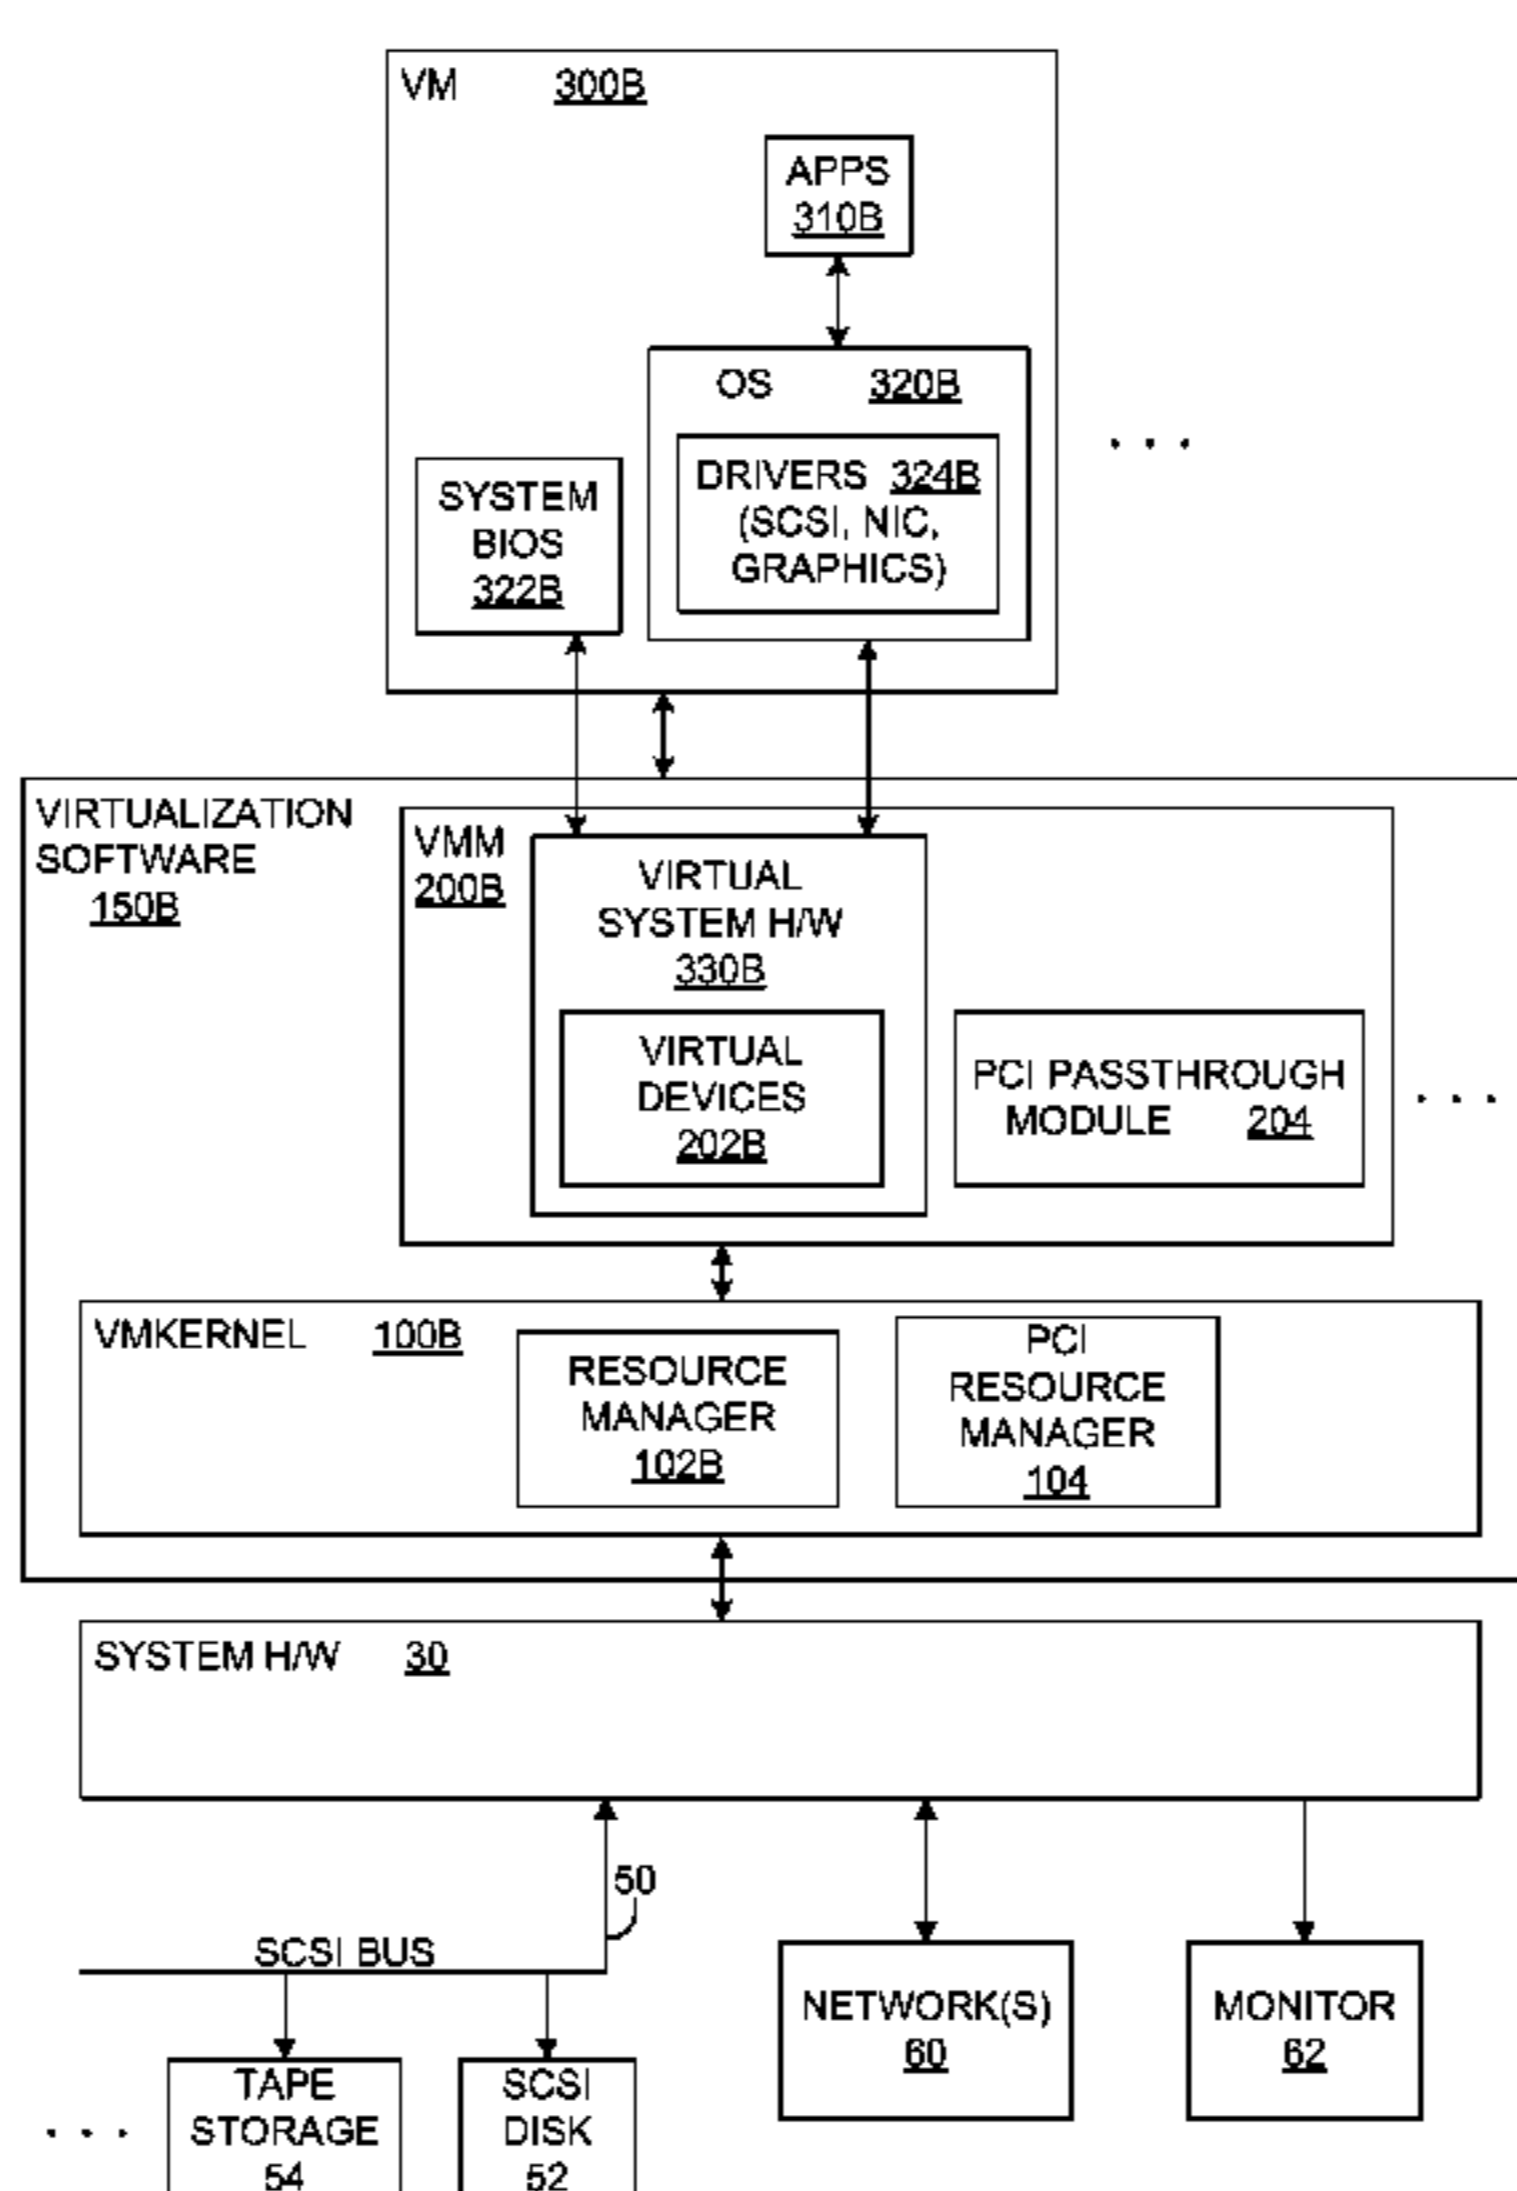 VM 300B
APPS
310B
OS 320B
DRIVERS 324B
(SCSI, NIC,
GRAPHICS)
SYSTEM
BIOS
322B
. . .
VIRTUALIZATION
SOFTWARE
150B
VMM
200B
VIRTUAL
SYSTEM H/W
330B
VIRTUAL
DEVICES
202B
PCI PASSTHROUGH
MODULE 204
. . .
VMKERNEL 100B
RESOURCE
MANAGER
102B
PCI
RESOURCE
MANAGER
104
SYSTEM H/W 30
50
SCSI BUS
NETWORK(S)
60
MONITOR
62
. . .
TAPE
STORAGE
54
SCSI
DISK
52